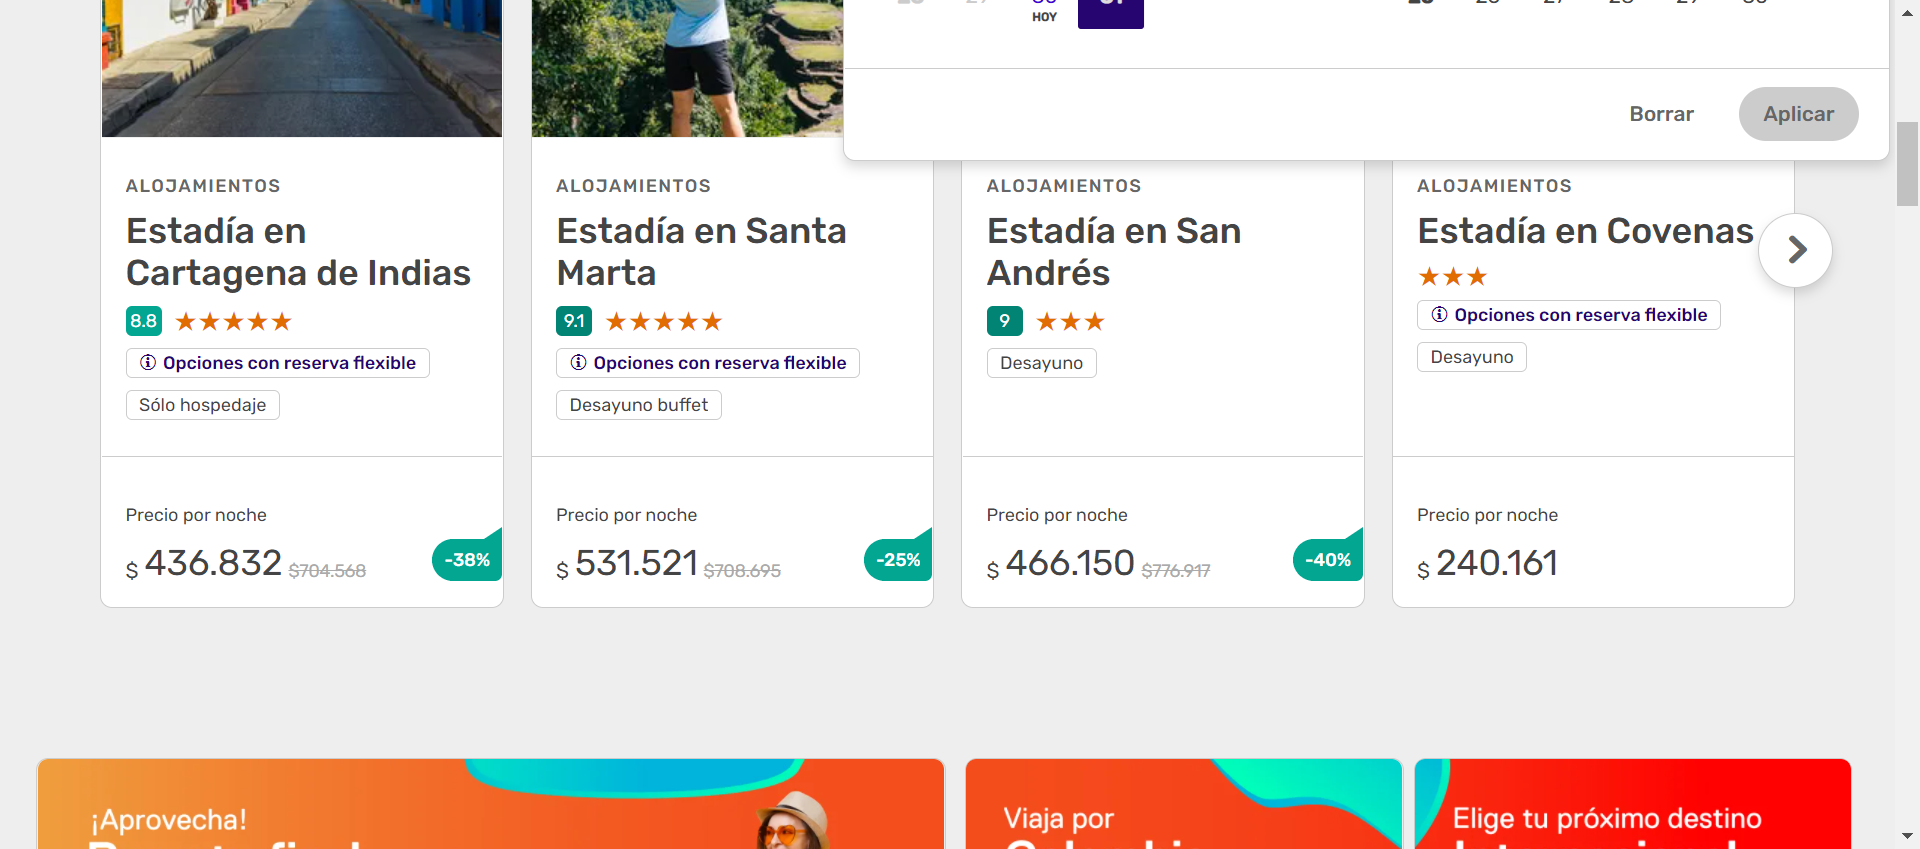 HOY
Borrar
Aplicar
ALOJAMIENTOS
Estadía en
Cartagena de Indias
8.8
Opciones con reserva flexible
Sólo hospedaje
Precio por noche
$ 436.832 $704.568
-38%
ALOJAMIENTOS
Estadía en Santa
Marta
9.1
Opciones con reserva flexible
Desayuno buffet
Precio por noche
$ 531.521 $708.695
-25%
ALOJAMIENTOS
Estadía en San
Andrés
9
Desayuno
Precio por noche
$ 466.150 $776.917
-40%
ALOJAMIENTOS
Estadía en Covenas
Opciones con reserva flexible
Desayuno
Precio por noche
$ 240.161
¡Aprovecha!
Viaja por
Elige tu próximo destino